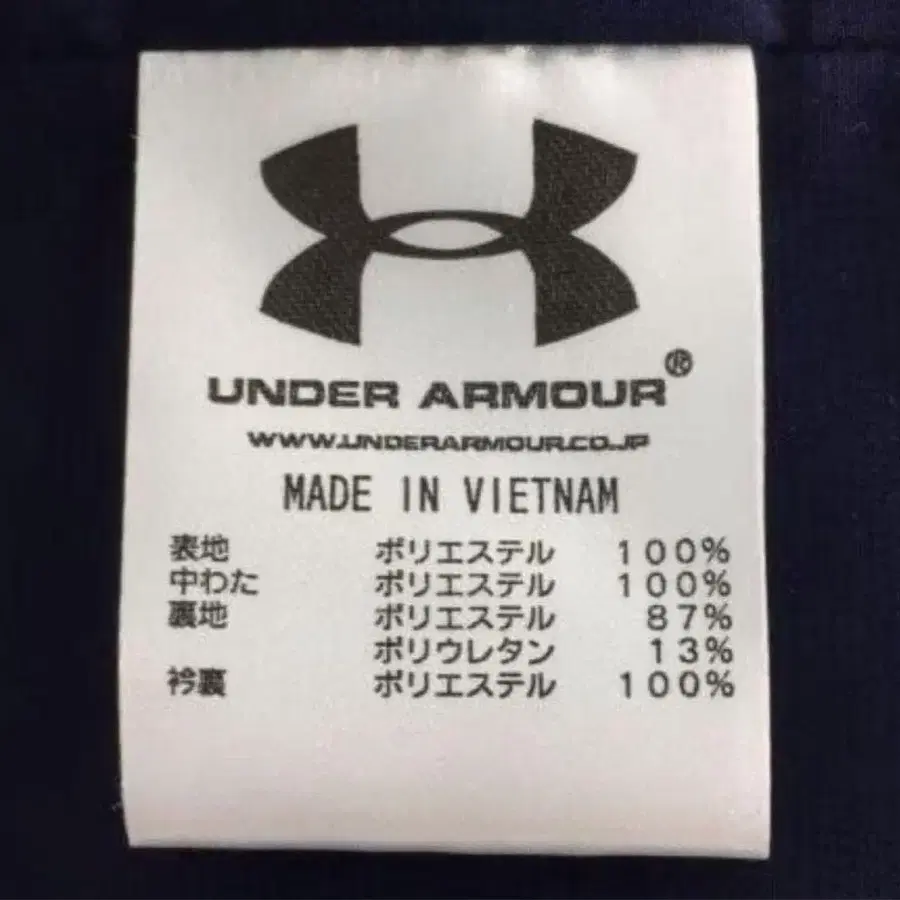 UNDER ARMOUR®
WWW.UNDERARMOUR.CO.JP
MADE IN VIETNAM
表地 ポリエステル 100%
中わた ポリエステル 100%
裏地 ポリエステル 87%
ポリウレタン 13%
衿裏 ポリエステル 100%